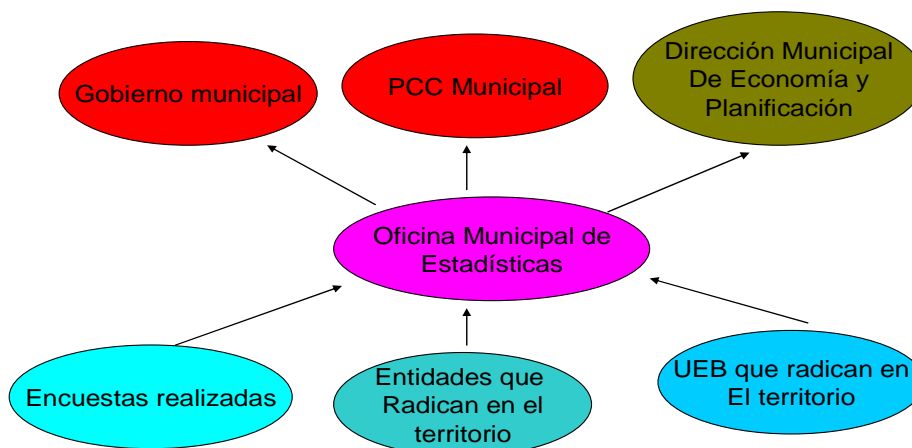 Gobierno municipal
PCC Municipal
Dirección Municipal
De Economía y
Planificación
Oficina Municipal de
Estadísticas
Encuestas realizadas
Entidades que
Radican en el
territorio
UEB que radican en
El territorio